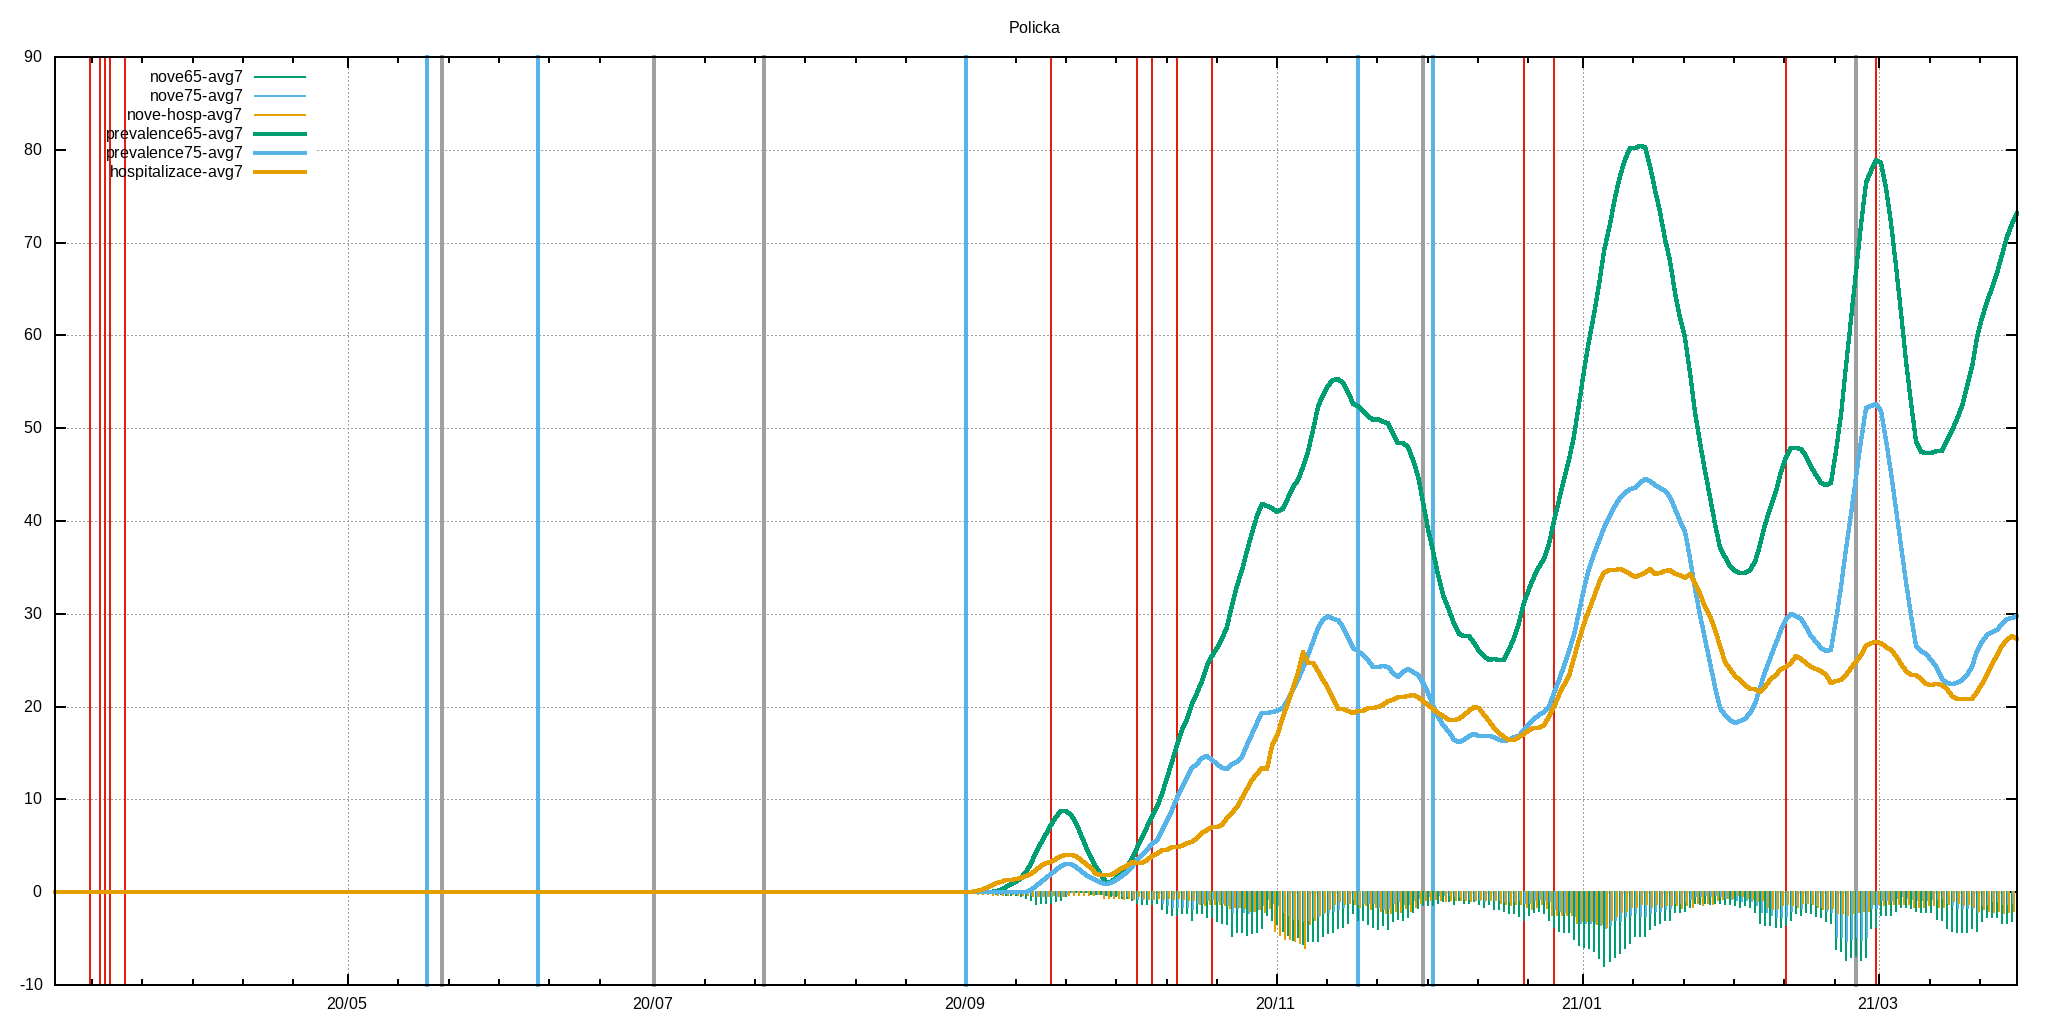 Policka
90
80
70
60
50
40
30
20
10
0
-10
nove65-avg7
nove75-avg7
nove-hosp-avg7
prevalence65-avg7
prevalence75-avg7
hospitalizace-avg7
20/05 20/07 20/09 20/11 21/01 21/03